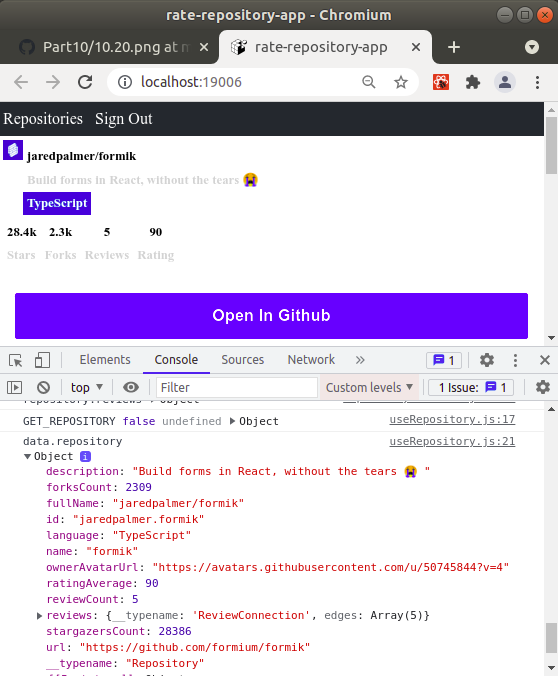 rate-repository-app - Chromium
Part10/10.20.png at m
rate-repository-app
localhost:19006
Repositories Sign Out
jaredpalmer/formik
Build forms in React, without the tears 😭
TypeScript
28.4k 2.3k 5 90
Stars Forks Reviews Rating
Open In Github
Elements Console Sources Network » 1
top Filter Custom levels 1 Issue: 1
GET_REPOSITORY false undefined ▶Object useRepository.js:17
data.repository useRepository.js:21
▼Object i
description: "Build forms in React, without the tears 😭 "
forksCount: 2309
fullName: "jaredpalmer/formik"
id: "jaredpalmer.formik"
language: "TypeScript"
name: "formik"
ownerAvatarUrl: "https://avatars.githubusercontent.com/u/50745844?v=4"
ratingAverage: 90
reviewCount: 5
▶reviews: {__typename: 'ReviewConnection', edges: Array(5)}
stargazersCount: 28386
url: "https://github.com/formium/formik"
__typename: "Repository"